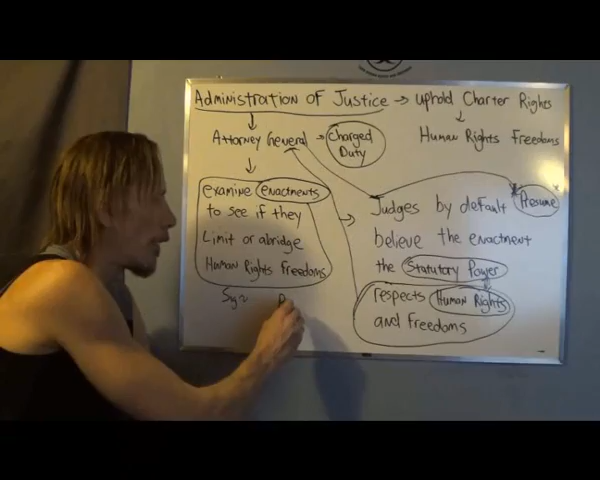 Administration of Justice → Uphold Charter Rights
Attorney General → Charged Duty
Human Rights Freedoms
examine enactments
to see if they
Limit or abridge
Human Rights Freedoms
Presume
Judges by default
believe the enactment
the Statutory Power
respects Human Rights
and Freedoms